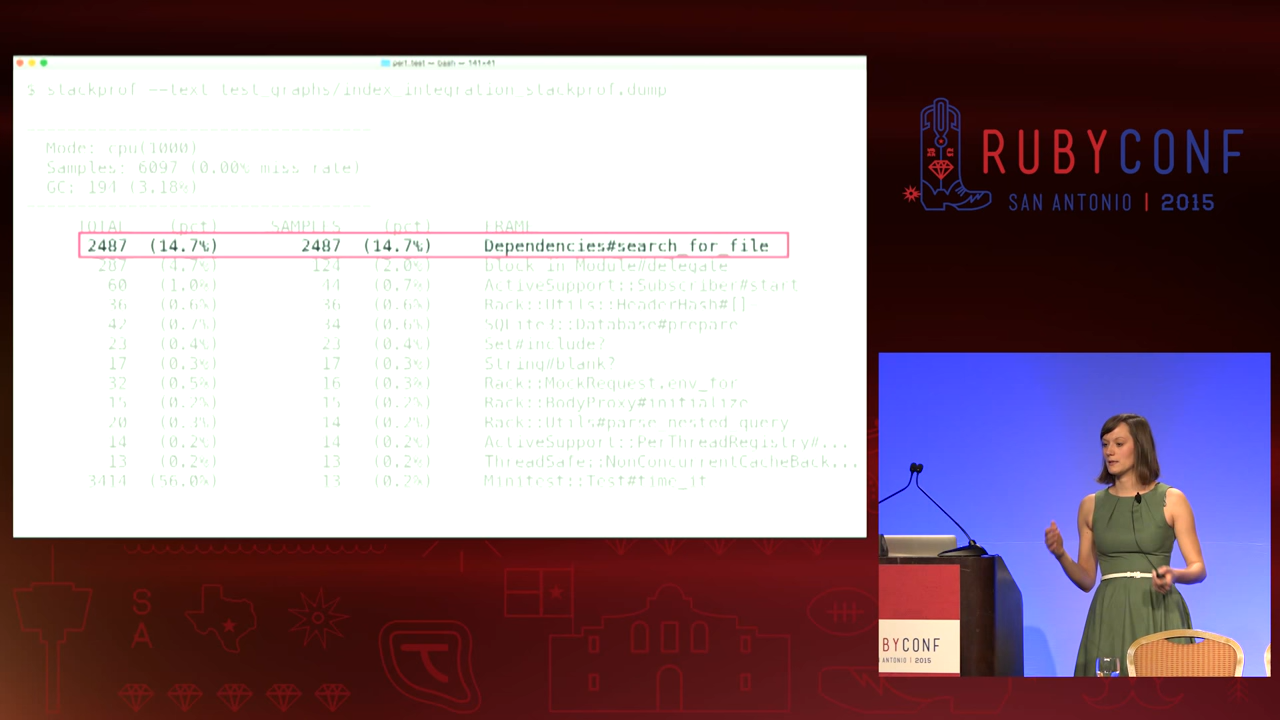 perf_test — bash — 141×41
$ stackprof --text test_graphs/index_integration_stackprof.dump
Mode: cpu(1000)
Samples: 6097 (0.00% miss rate)
GC: 194 (3.18%)
TOTAL (pct) SAMPLES (pct) FRAME
2487 (14.7%) 2487 (14.7%) Dependencies#search_for_file
287 (4.7%) 124 (2.0%) block in Module#delegate
60 (1.0%) 44 (0.7%) ActiveSupport::Subscriber#start
36 (0.6%) 36 (0.6%) Rack::Utils::HeaderHash#[]
42 (0.7%) 34 (0.6%) SQLite3::Database#prepare
23 (0.4%) 23 (0.4%) Set#include?
17 (0.3%) 17 (0.3%) String#blank?
32 (0.5%) 16 (0.3%) Rack::MockRequest.env_for
15 (0.2%) 15 (0.2%) Rack::BodyProxy#initialize
20 (0.3%) 14 (0.2%) Rack::Utils#parse_nested_query
14 (0.2%) 14 (0.2%) ActiveSupport::PerThreadRegistry#...
13 (0.2%) 13 (0.2%) ThreadSafe::NonConcurrentCacheBack...
3414 (56.0%) 13 (0.2%) Minitest::Test#time_it
RUBYCONF
SAN ANTONIO | 2015
S
A
BYCONF
ANTONIO | 2015